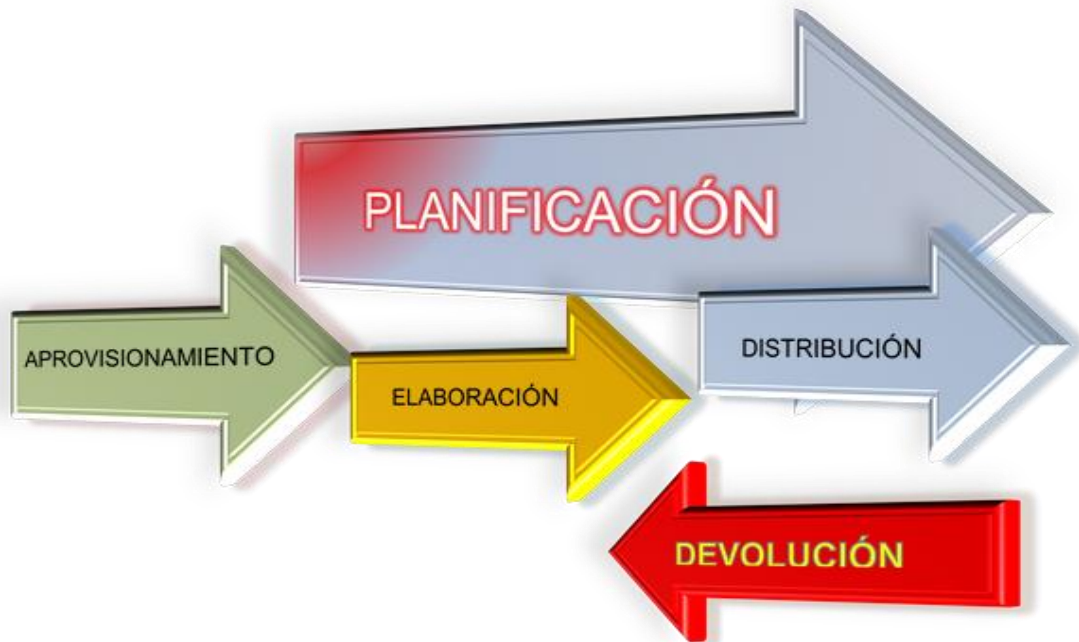 PLANIFICACIÓN
APROVISIONAMIENTO
ELABORACIÓN
DISTRIBUCIÓN
DEVOLUCIÓN